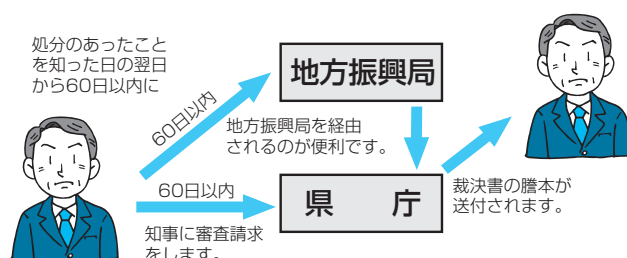 処分のあったこと
を知った日の翌日
から60日以内に
60日以内
地方振興局
地方振興局を経由
されるのが便利です。
60日以内
県　庁
知事に審査請求
をします。
裁決書の謄本が
送付されます。